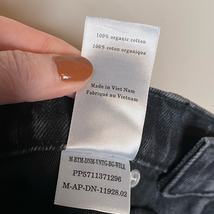 100% organic cotton
100% coton organique
Made in Viet Nam
Fabriqué au Vietnam
PP5711371296
M-AP-DN-11928.02